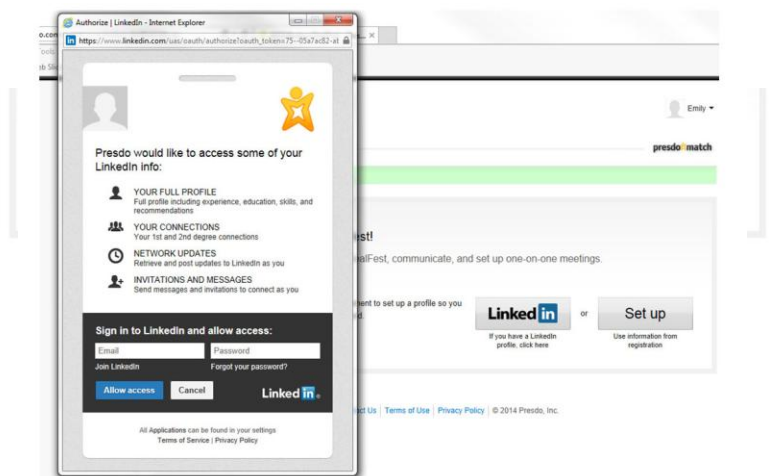 Authorize | LinkedIn - Internet Explorer
https://www.linkedin.com/uas/oauth/authorize?oauth_token=75--05a7ac82-at
Presdo would like to access some of your
LinkedIn info:
YOUR FULL PROFILE
Full profile including experience, education, skills, and
recommendations
YOUR CONNECTIONS
Your 1st and 2nd degree connections
NETWORK UPDATES
Retrieve and post updates to LinkedIn as you
INVITATIONS AND MESSAGES
Send messages and invitations to connect as you
Sign in to LinkedIn and allow access:
Email Password
Join LinkedIn Forgot your password?
Allow access Cancel LinkedIn
All Applications can be found in your settings
Terms of Service | Privacy Policy
Emily
presdo match
est!
ealFest, communicate, and set up one-on-one meetings.
ment to set up a profile so you
d.
LinkedIn or Set up
If you have a LinkedIn
profile, click here
Use information from
registration
act Us | Terms of Use | Privacy Policy | © 2014 Presdo, Inc.